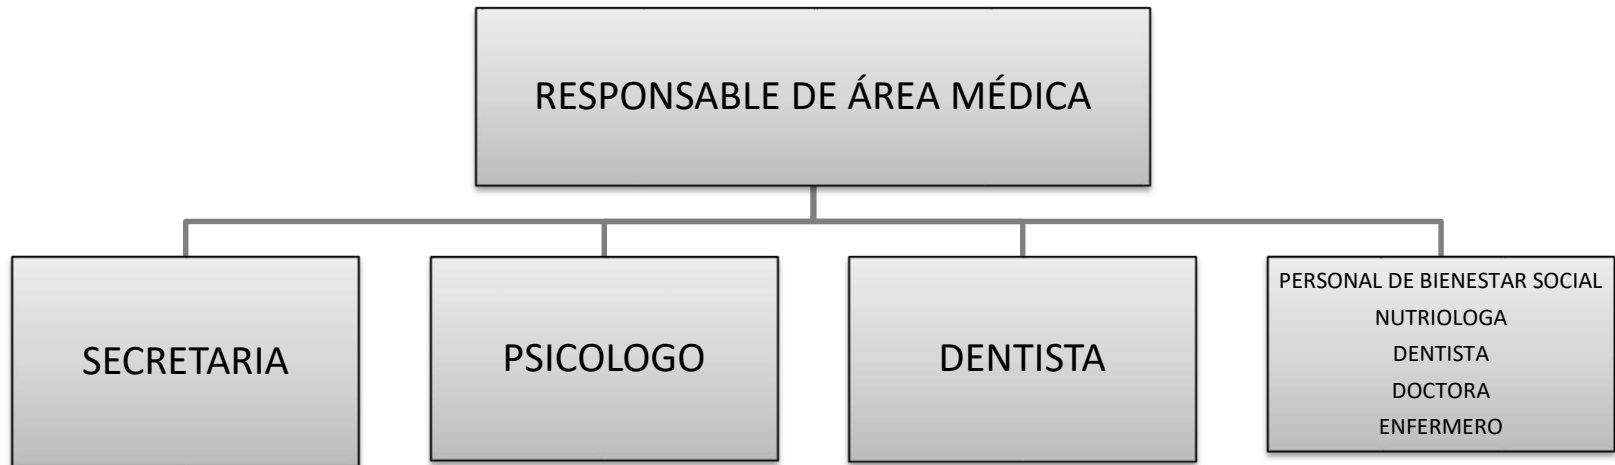 RESPONSABLE DE ÁREA MÉDICA
SECRETARIA
PSICOLOGO
DENTISTA
PERSONAL DE BIENESTAR SOCIAL
NUTRIOLOGA
DENTISTA
DOCTORA
ENFERMERO